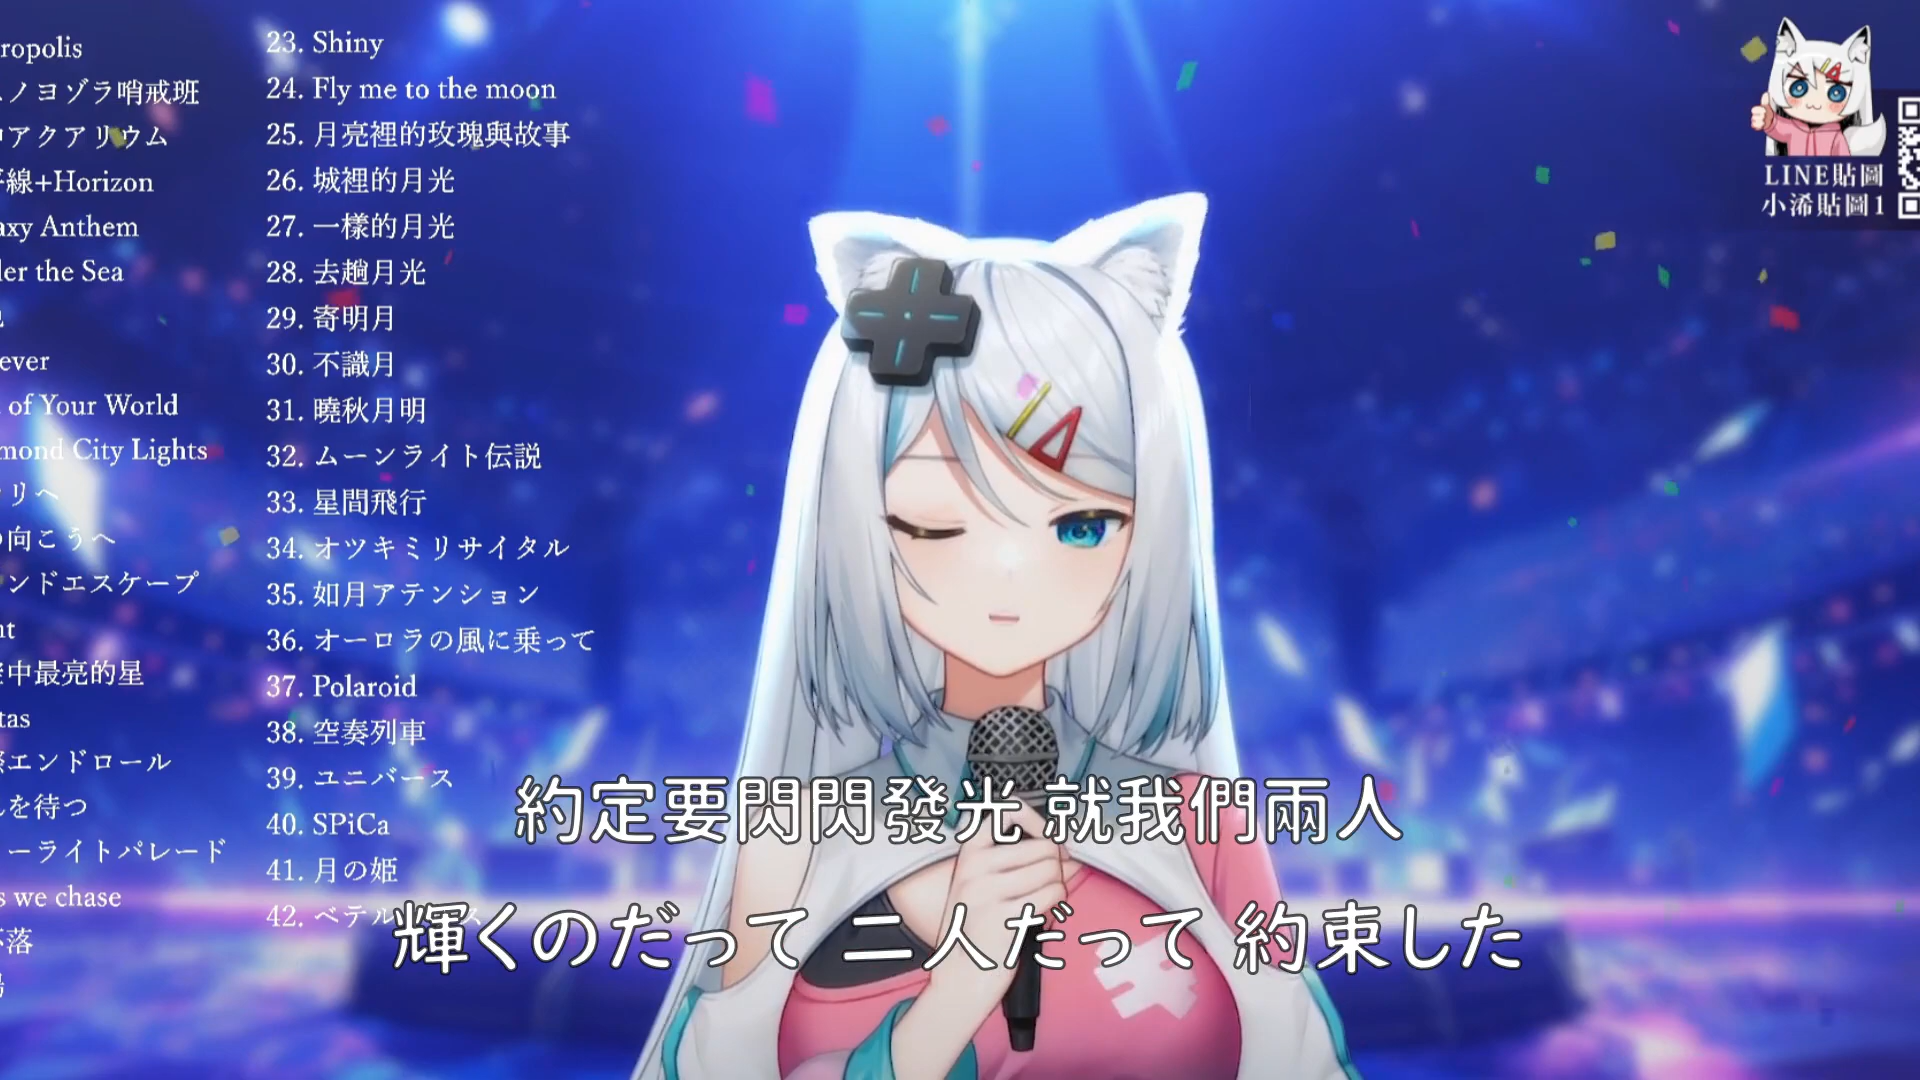 ropolis
ノヨゾラ哨戒班
アクアリウム
線+Horizon
axy Anthem
der the Sea
ever
of Your World
mond City Lights
リへ
向こうへ
ンドエスケープ
nt
中最亮的星
tas
エンドロール
を待つ
ーライトパレード
s we chase
落
23. Shiny
24. Fly me to the moon
25. 月亮裡的玫瑰與故事
26. 城裡的月光
27. 一樣的月光
28. 去趟月光
29. 寄明月
30. 不識月
31. 曉秋月明
32. ムーンライト伝説
33. 星間飛行
34. オツキミリサイタル
35. 如月アテンション
36. オーロラの風に乗って
37. Polaroid
38. 空奏列車
39. ユニバース
40. SPiCa
41. 月の姫
42. ベテル
LINE貼圖
小浠貼圖1
約定要閃閃發光 就我們兩人
輝くのだって 二人だって 約束した